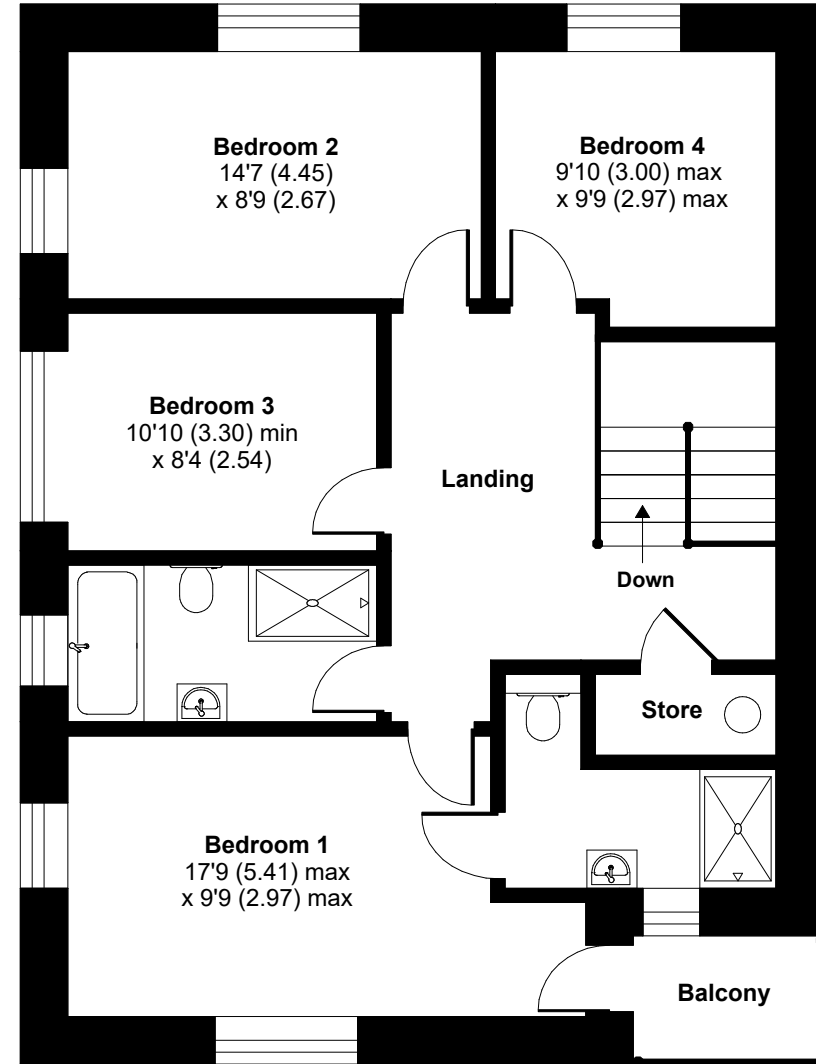 Bedroom 2
14'7 (4.45)
x 8'9 (2.67)
Bedroom 4
9'10 (3.00) max
x 9'9 (2.97) max
Bedroom 3
10'10 (3.30) min
x 8'4 (2.54)
Landing
Down
Store
Bedroom 1
17'9 (5.41) max
x 9'9 (2.97) max
Balcony